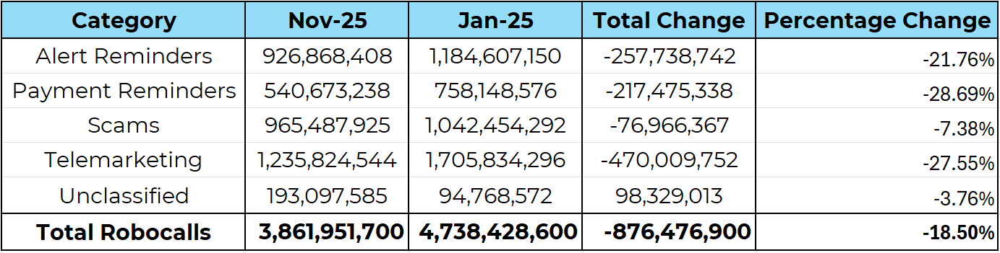 Category Nov-25 Jan-25 Total Change Percentage Change
Alert Reminders 926,868,408 1,184,607,150 -257,738,742 -21.76%
Payment Reminders 540,673,238 758,148,576 -217,475,338 -28.69%
Scams 965,487,925 1,042,454,292 -76,966,367 -7.38%
Telemarketing 1,235,824,544 1,705,834,296 -470,009,752 -27.55%
Unclassified 193,097,585 94,768,572 98,329,013 -3.76%
Total Robocalls 3,861,951,700 4,738,428,600 -876,476,900 -18.50%